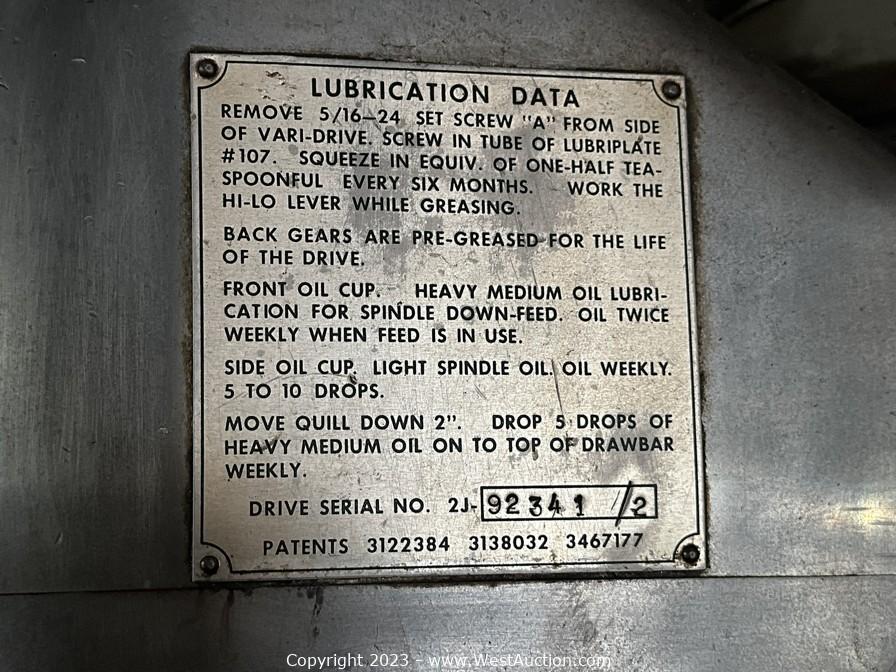 LUBRICATION DATA
REMOVE 5/16–24 SET SCREW "A" FROM SIDE
OF VARI-DRIVE. SCREW IN TUBE OF LUBRIPLATE
#107. SQUEEZE IN EQUIV. OF ONE-HALF TEA-
SPOONFUL EVERY SIX MONTHS. WORK THE
HI-LO LEVER WHILE GREASING.
BACK GEARS ARE PRE-GREASED FOR THE LIFE
OF THE DRIVE.
FRONT OIL CUP. HEAVY MEDIUM OIL LUBRI-
CATION FOR SPINDLE DOWN-FEED. OIL TWICE
WEEKLY WHEN FEED IS IN USE.
SIDE OIL CUP. LIGHT SPINDLE OIL. OIL WEEKLY.
5 TO 10 DROPS.
MOVE QUILL DOWN 2". DROP 5 DROPS OF
HEAVY MEDIUM OIL ON TO TOP OF DRAWBAR
WEEKLY.
DRIVE SERIAL NO. 2J-92341 /2
PATENTS 3122384 3138032 3467177
Copyright 2023 - www.WestAuction.com